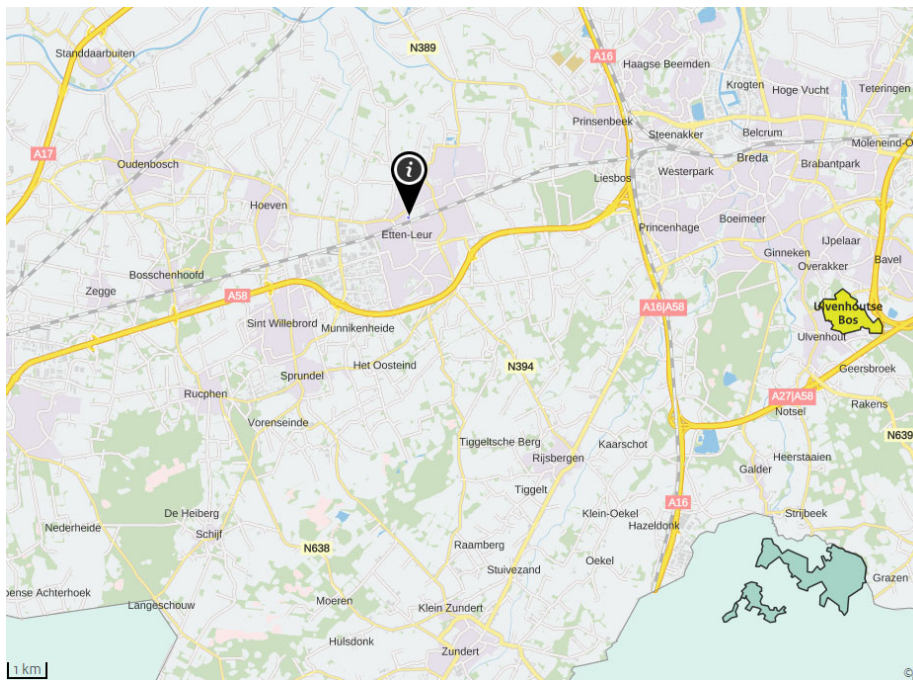 N389
Standdaarbuiten
A16
Haagse Beemden
Krogten
Hoge Vucht
Teteringen
Prinsenbeek
Steenakker
Belcrum
Moleneind-O
A17
Oudenbosch
Breda
Brabantpark
Liesbos
Westerpark
Hoeven
Etten-Leur
Princenhage
Boeimeer
IJpelaar
Ginneken
Bavel
Overakker
Bosschenhoofd
Zegge
A58
A16|A58
Ulvenhoutse
Bos
Sint Willebrord
Munnikenheide
Ulvenhout
Het Oosteind
N394
Geersbroek
Sprundel
Rucphen
A27|A58
Rakens
Notsel
Vorenseinde
N639
Tiggeltsche Berg
Kaarschot
Rijsbergen
Heerstaaien
Galder
Tiggelt
A16
De Heiberg
Klein-Oekel
Strijbeek
Nederheide
Schijf
Hazeldonk
N638
Raamberg
Oekel
Stuivezand
Grazen
pense Achterhoek
Langeschouw
Moeren
Klein Zundert
Hulsdonk
Zundert
1 km
©